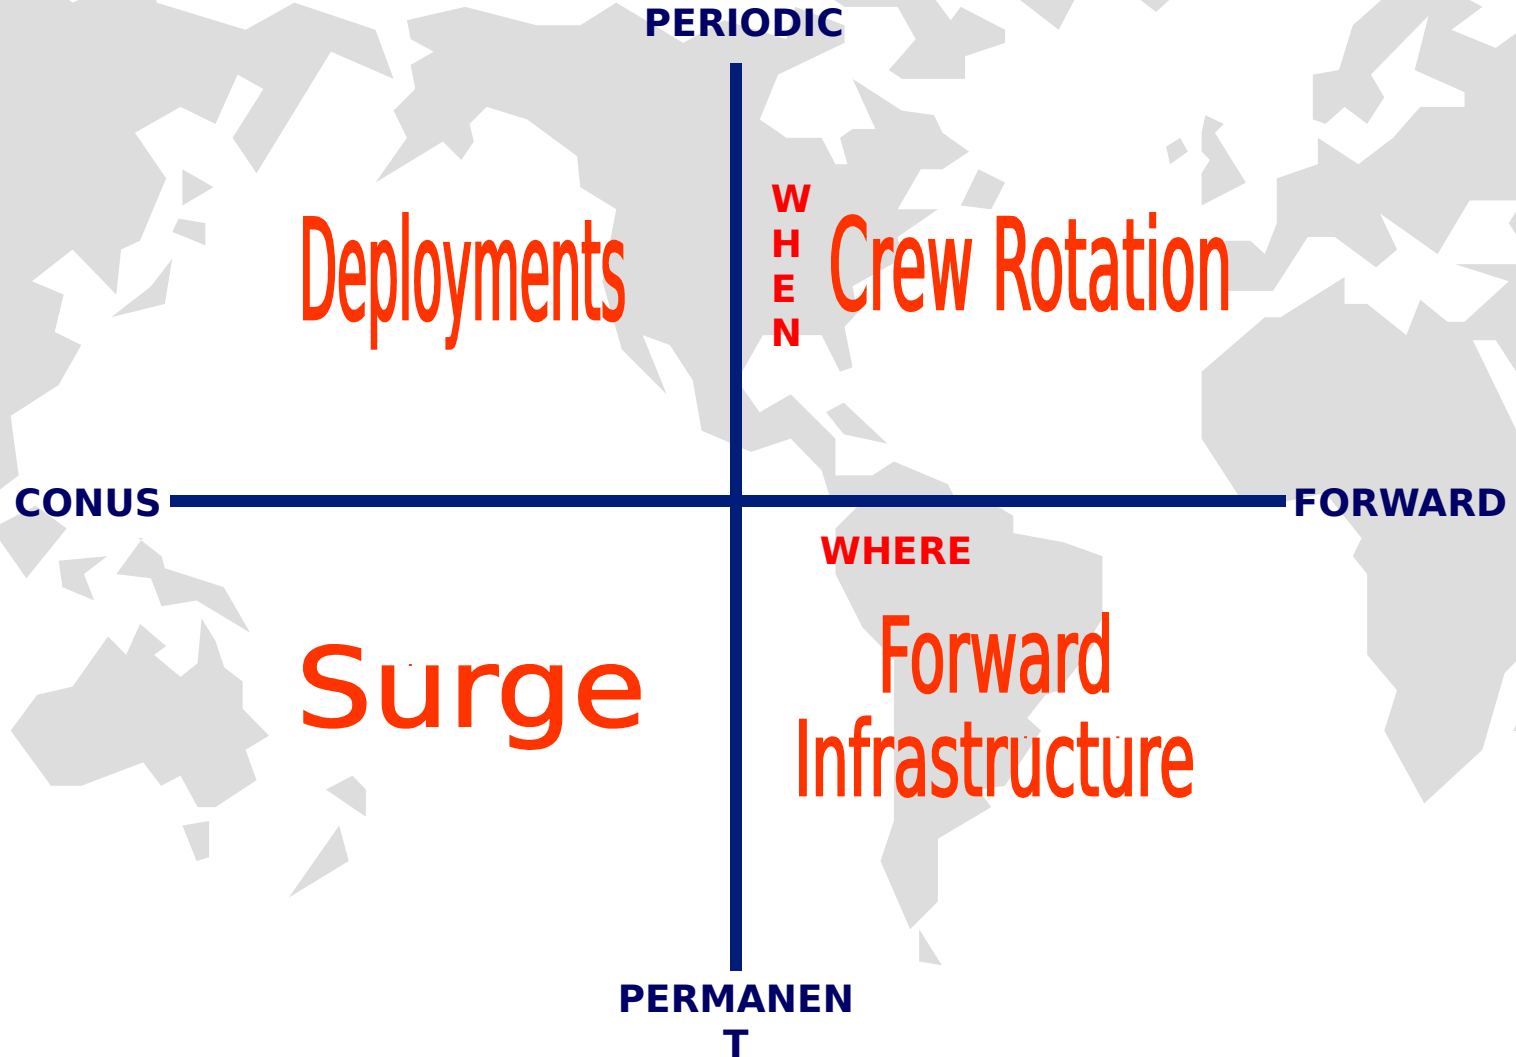 PERIODIC
W
H
E
N
Deployments
Crew Rotation
CONUS
FORWARD
WHERE
Surge
Forward
Infrastructure
PERMANEN
T